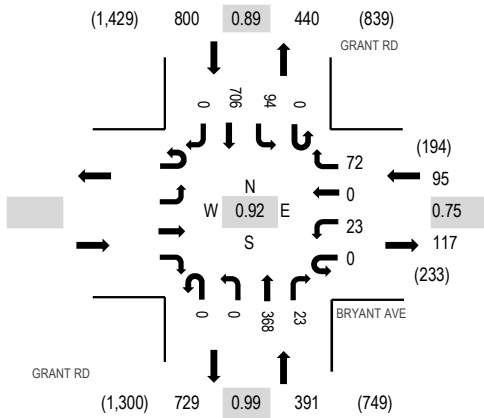 (1,429) 800 0.89 440 (839)
GRANT RD
0 706 94 0
72
(194)
0
95
N
W 0.92 E
0.75
S
23
117
0
(233)
0 0 368 23
BRYANT AVE
GRANT RD
(1,300) 729 0.99 391 (749)